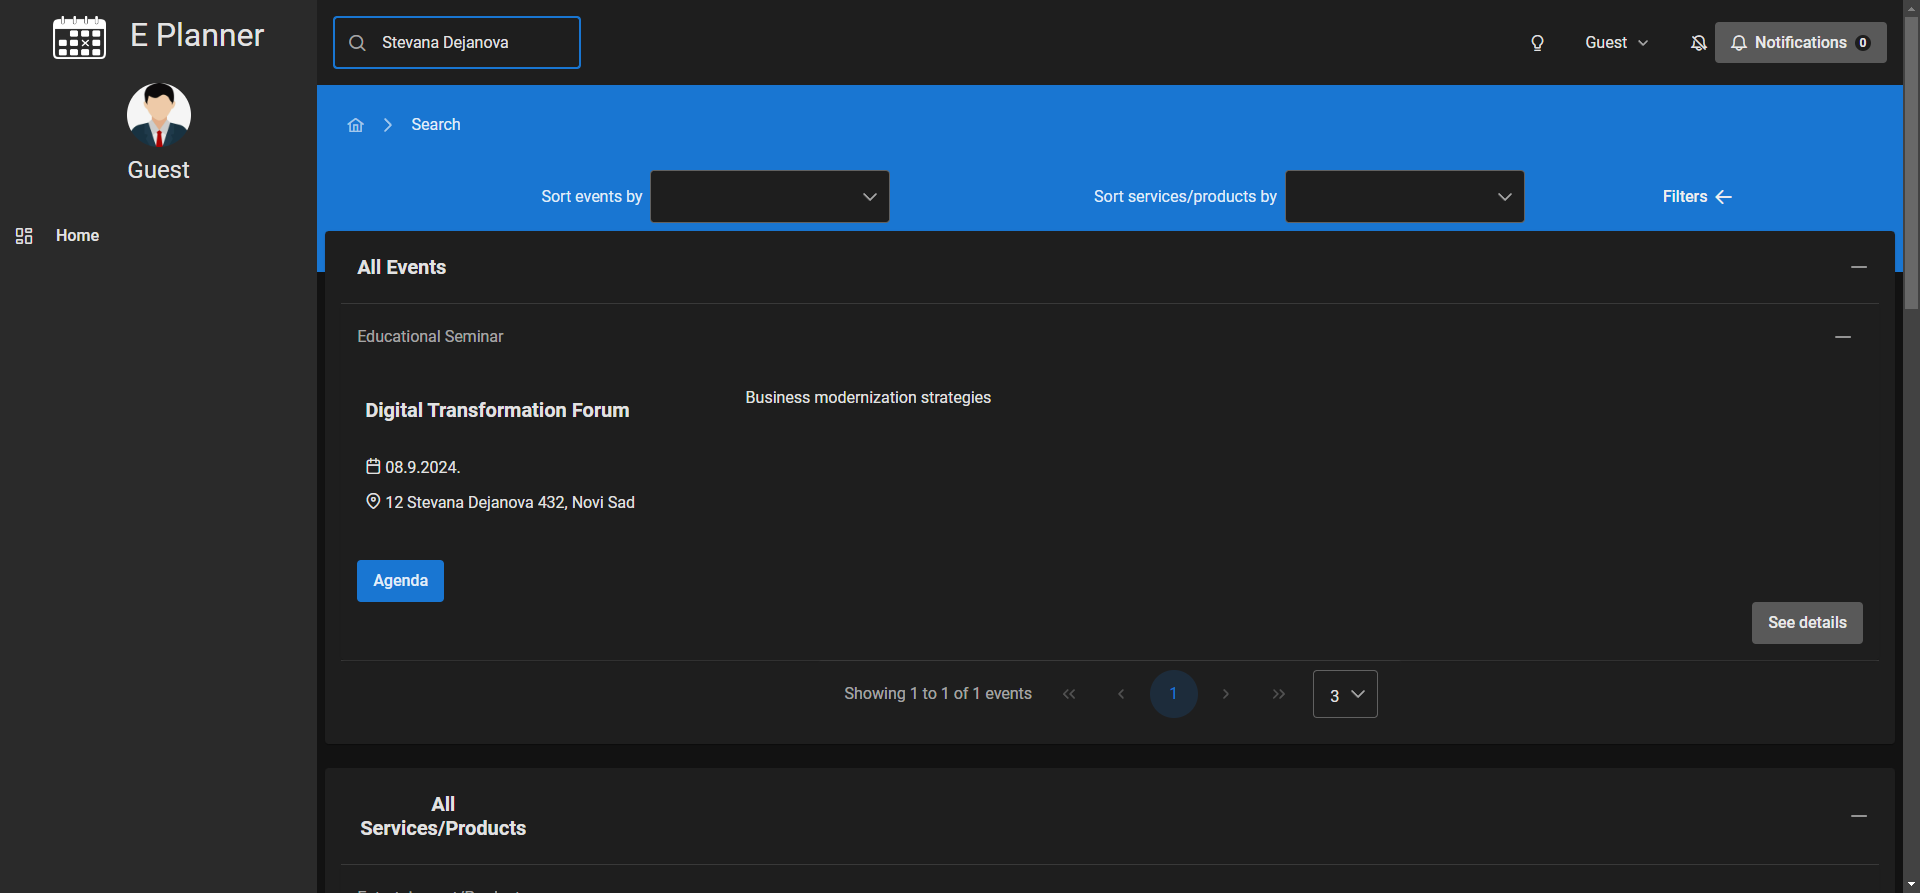 E Planner
Guest
Home
Stevana Dejanova
Guest
Notifications 0
Search
Sort events by
Sort services/products by
Filters
All Events
Educational Seminar
Digital Transformation Forum
Business modernization strategies
08.9.2024.
12 Stevana Dejanova 432, Novi Sad
Agenda
See details
Showing 1 to 1 of 1 events
1
3
All
Services/Products